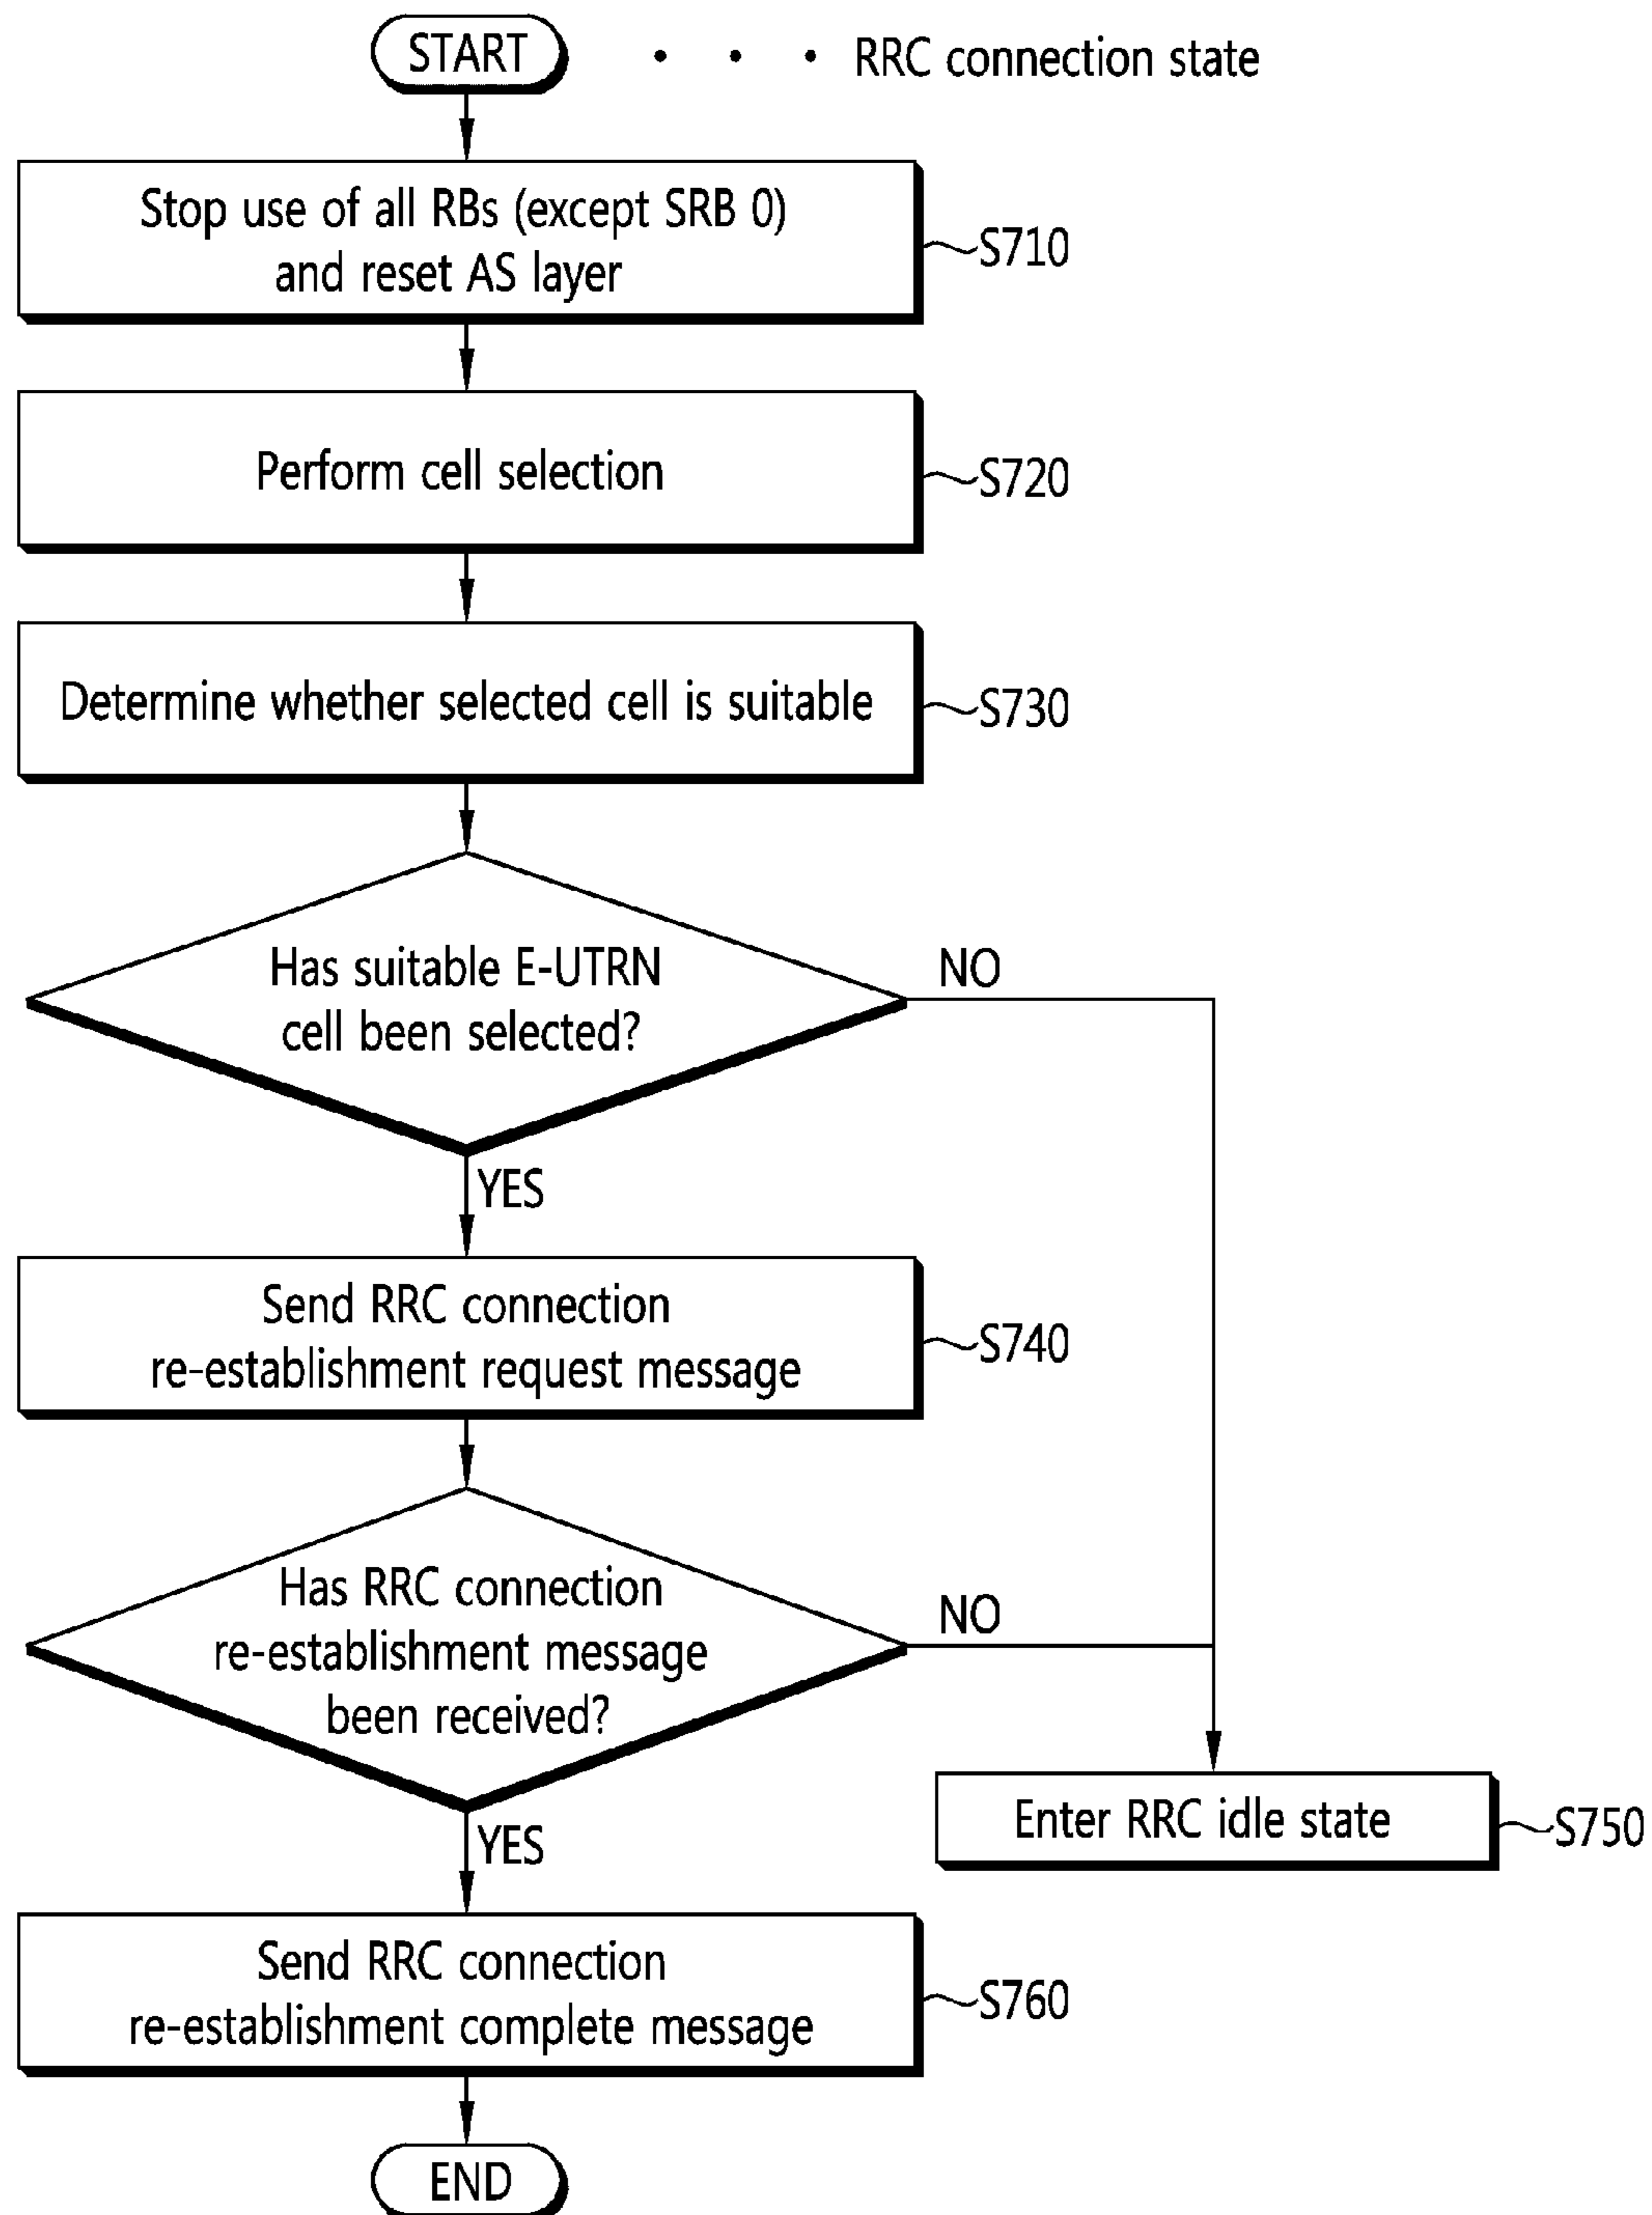 START
• • • RRC connection state
Stop use of all RBs (except SRB 0)
and reset AS layer
S710
Perform cell selection
S720
Determine whether selected cell is suitable
S730
Has suitable E-UTRN
cell been selected?
NO
YES
Send RRC connection
re-establishment request message
S740
Has RRC connection
re-establishment message
been received?
NO
YES
Enter RRC idle state
S750
Send RRC connection
re-establishment complete message
S760
END